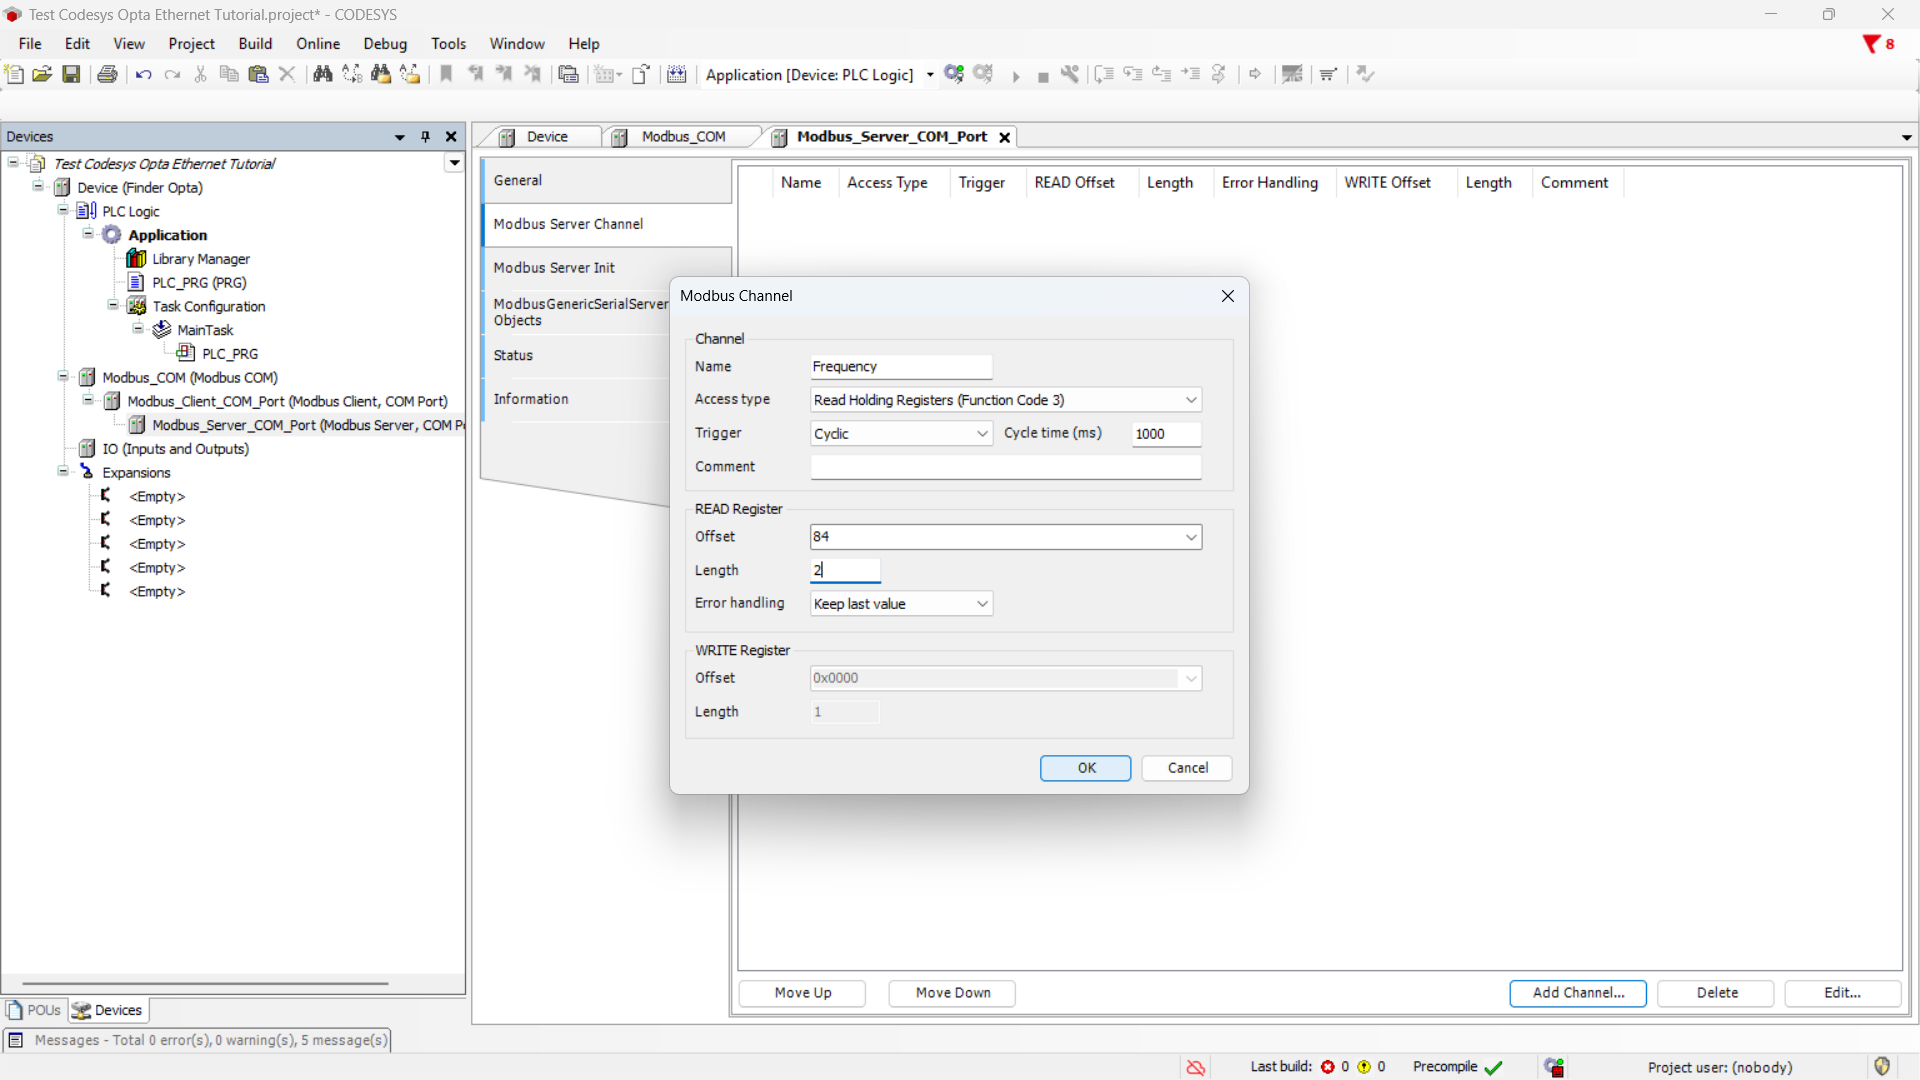 Test Codesys Opta Ethernet Tutorial.project* - CODESYS
File Edit View Project Build Online Debug Tools Window Help
8
Application [Device: PLC Logic]
Devices
Test Codesys Opta Ethernet Tutorial
Device (Finder Opta)
PLC Logic
Application
Library Manager
PLC_PRG (PRG)
Task Configuration
MainTask
PLC_PRG
Modbus_COM (Modbus COM)
Modbus_Client_COM_Port (Modbus Client, COM Port)
Modbus_Server_COM_Port (Modbus Server, COM P
IO (Inputs and Outputs)
Expansions
<Empty>
<Empty>
<Empty>
<Empty>
<Empty>
POUs Devices
Device Modbus_COM Modbus_Server_COM_Port
General
Modbus Server Channel
Modbus Server Init
ModbusGenericSerialServer
Objects
Status
Information
Name Access Type Trigger READ Offset Length Error Handling WRITE Offset Length Comment
Modbus Channel
Channel
Name Frequency
Access type Read Holding Registers (Function Code 3)
Trigger Cyclic Cycle time (ms) 1000
Comment
READ Register
Offset 84
Length 2
Error handling Keep last value
WRITE Register
Offset 0x0000
Length 1
OK Cancel
Move Up Move Down Add Channel... Delete Edit...
Messages - Total 0 error(s), 0 warning(s), 5 message(s)
Last build: 0 0 Precompile Project user: (nobody)